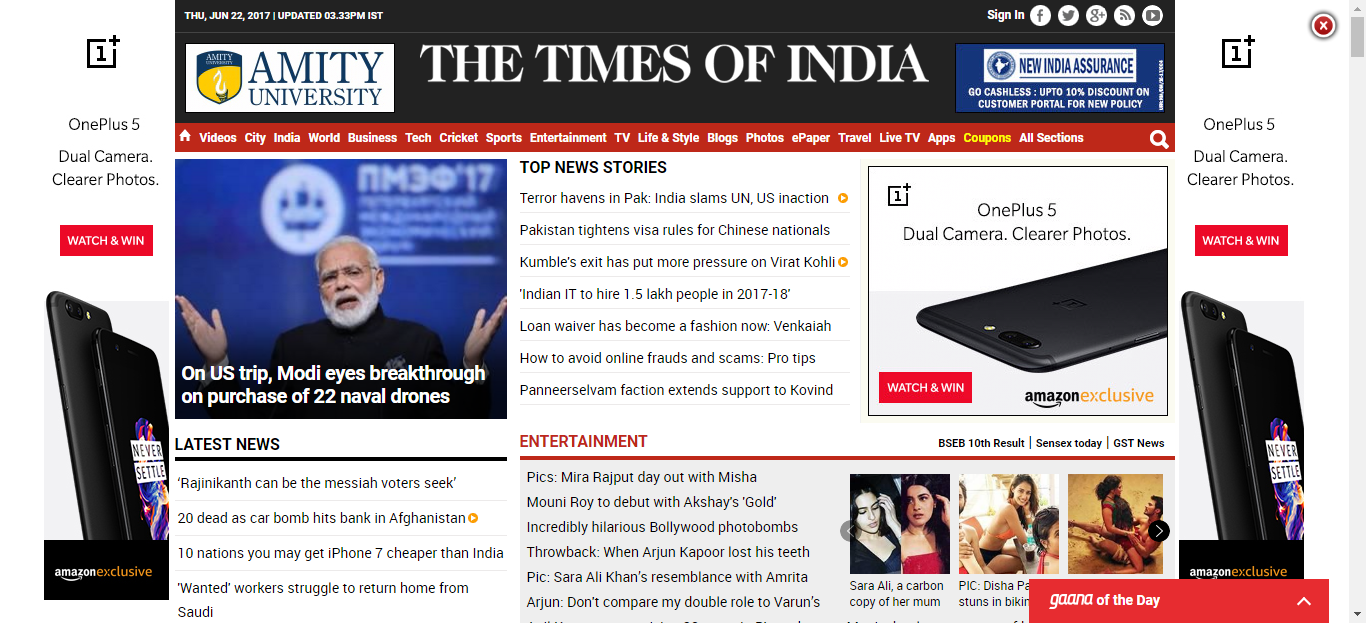 THU, JUN 22, 2017 | UPDATED 03.33PM IST
Sign In
AMITY
UNIVERSITY
AMITY
UNIVERSITY
THE TIMES OF INDIA
NEW INDIA ASSURANCE
GO CASHLESS : UPTO 10% DISCOUNT ON
CUSTOMER PORTAL FOR NEW POLICY
Videos City India World Business Tech Cricket Sports Entertainment TV Life & Style Blogs Photos ePaper Travel Live TV Apps Coupons All Sections
1+
OnePlus 5
Dual Camera.
Clearer Photos.
WATCH & WIN
NEVER
SETTLE
amazonexclusive
ПМЭФ'17
On US trip, Modi eyes breakthrough
on purchase of 22 naval drones
TOP NEWS STORIES
Terror havens in Pak: India slams UN, US inaction
Pakistan tightens visa rules for Chinese nationals
Kumble's exit has put more pressure on Virat Kohli
'Indian IT to hire 1.5 lakh people in 2017-18'
Loan waiver has become a fashion now: Venkaiah
How to avoid online frauds and scams: Pro tips
Panneerselvam faction extends support to Kovind
1+
OnePlus 5
Dual Camera. Clearer Photos.
WATCH & WIN
amazonexclusive
1+
OnePlus 5
Dual Camera.
Clearer Photos.
WATCH & WIN
NEVER
SETTLE
amazonexclusive
LATEST NEWS
‘Rajinikanth can be the messiah voters seek’
20 dead as car bomb hits bank in Afghanistan
10 nations you may get iPhone 7 cheaper than India
'Wanted' workers struggle to return home from
Saudi
ENTERTAINMENT
BSEB 10th Result | Sensex today | GST News
Pics: Mira Rajput day out with Misha
Mouni Roy to debut with Akshay's 'Gold'
Incredibly hilarious Bollywood photobombs
Throwback: When Arjun Kapoor lost his teeth
Pic: Sara Ali Khan’s resemblance with Amrita
Arjun: Don't compare my double role to Varun’s
Sara Ali, a carbon
copy of her mum
PIC: Disha
stuns in
gaana of the Day